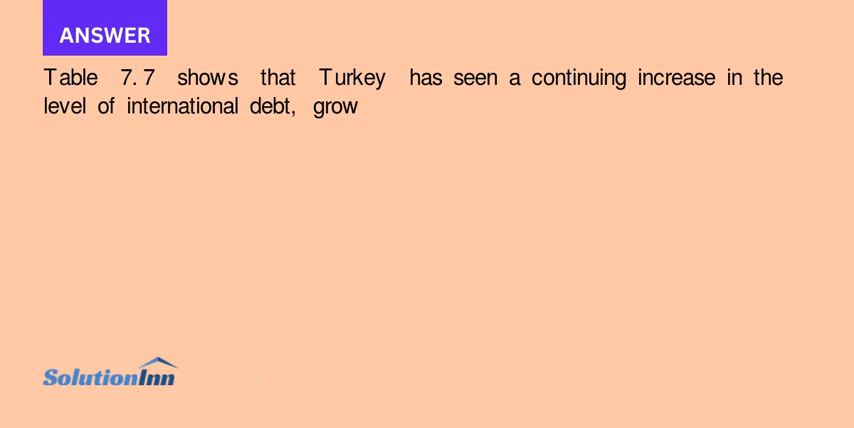 ANSWER
Table 7.7 shows that Turkey has seen a continuing increase in the
level of international debt, grow
SolutionInn